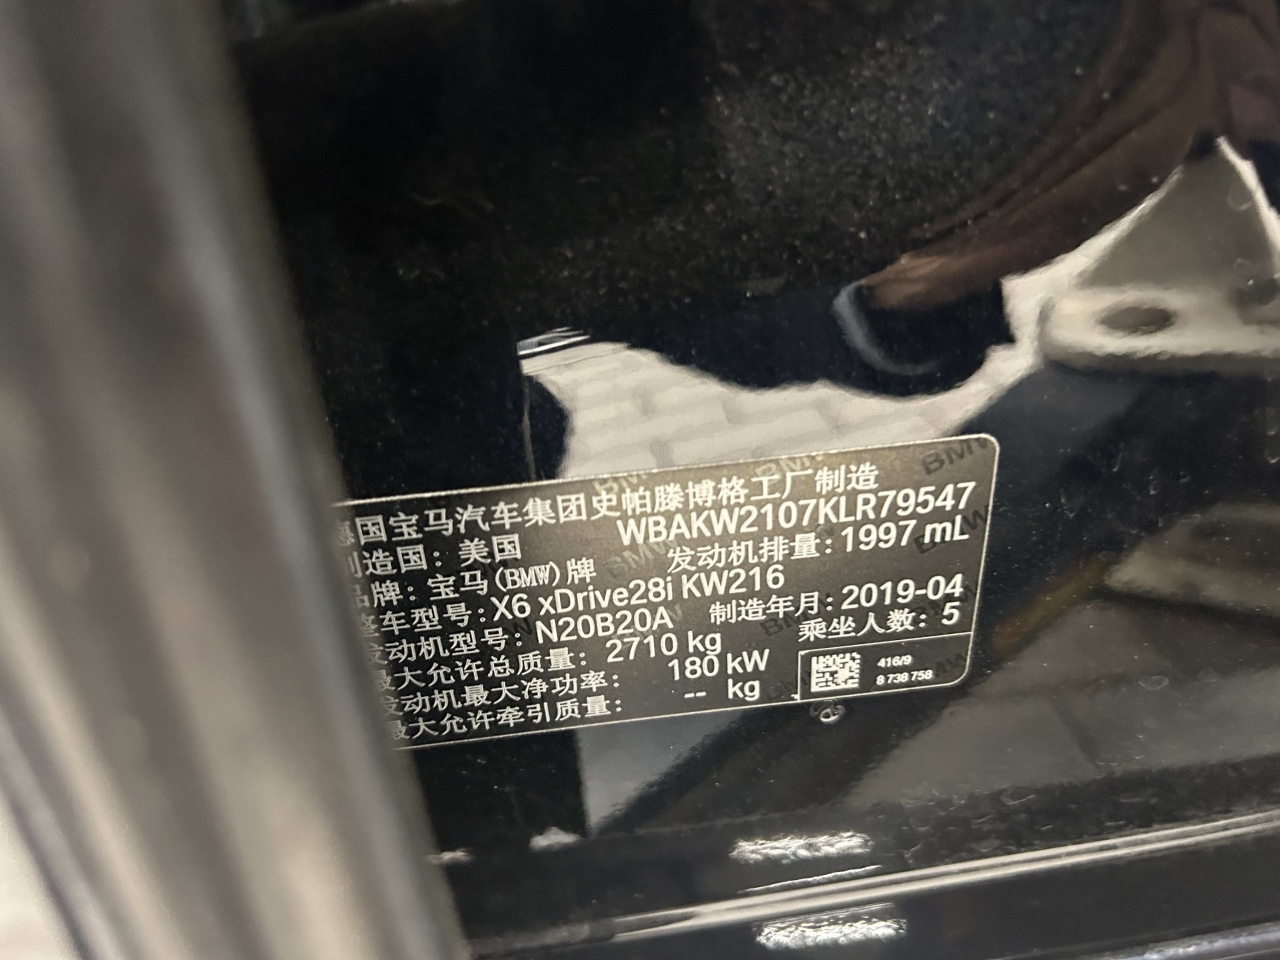 德国宝马汽车集团史帕滕博格工厂制造
制造国：美国 WBAKW2107KLR79547
品牌：宝马(BMW)牌 发动机排量：1997 mL
整车型号：X6 xDrive28i KW216
发动机型号：N20B20A 制造年月：2019-04
最大允许总质量：2710 kg 乘坐人数：5
发动机最大净功率：180 kW
最大允许牵引质量：-- kg
416/9
8 738 758